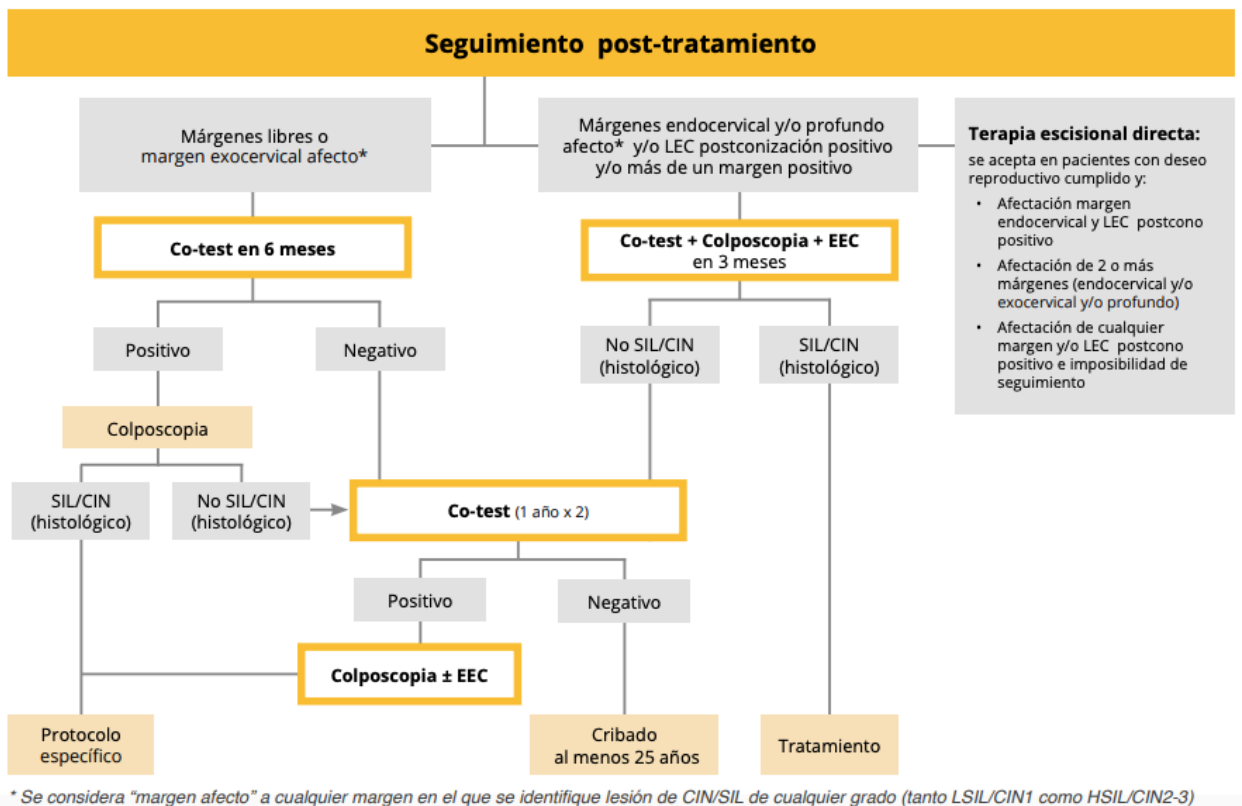 Seguimiento post-tratamiento
Márgenes libres o
margen exocervical afecto*
Márgenes endocervical y/o profundo
afecto* y/o LEC postconización positivo
y/o más de un margen positivo
Terapia escisional directa:
se acepta en pacientes con deseo
reproductivo cumplido y:
• Afectación margen
endocervical y LEC postcono
positivo
• Afectación de 2 o más
márgenes (endocervical y/o
exocervical y/o profundo)
• Afectación de cualquier
margen y/o LEC postcono
positivo e imposibilidad de
seguimiento
Co-test en 6 meses
Co-test + Colposcopia + EEC
en 3 meses
Positivo
Negativo
No SIL/CIN
(histológico)
SIL/CIN
(histológico)
Colposcopia
SIL/CIN
(histológico)
No SIL/CIN
(histológico)
Co-test (1 año x 2)
Positivo
Negativo
Colposcopia ± EEC
Protocolo
específico
Cribado
al menos 25 años
Tratamiento
* Se considera “margen afecto” a cualquier margen en el que se identifique lesión de CIN/SIL de cualquier grado (tanto LSIL/CIN1 como HSIL/CIN2-3)